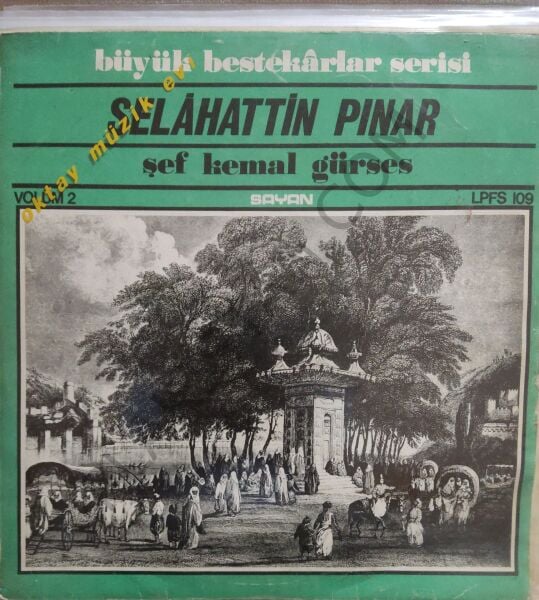 büyük bestekârlar serisi
SELÂHATTİN PINAR
şef kemal gürses
oktay müzik evi
VOLÜM 2
SAYAN
LPFS 109